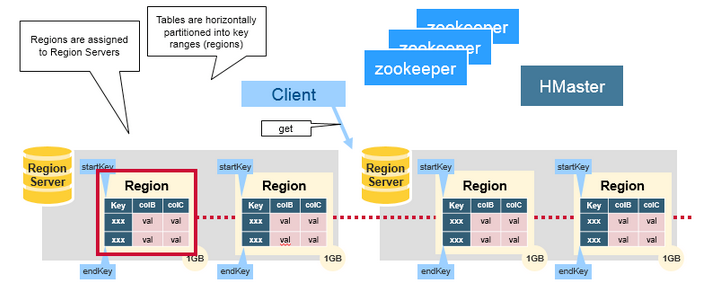 Regions are assigned
to Region Servers
Tables are horizontally
partitioned into key
ranges (regions)
zookeeper
zookeeper
zookeeper
HMaster
Client
get
Region
Server
startKey
Region
Key colB colC
xxx val val
xxx val val
endKey
1GB
startKey
Region
Key colB colC
xxx val val
xxx val val
endKey
1GB
Region
Server
startKey
Region
Key colB colC
xxx val val
xxx val val
endKey
1GB
startKey
Region
Key colB colC
xxx val val
xxx val val
endKey
1GB